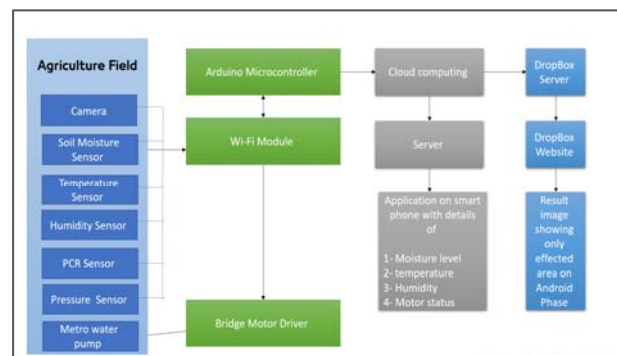 Agriculture Field
Camera
Soil Moisture
Sensor
Temperature
Sensor
Humidity Sensor
PCR Sensor
Pressure Sensor
Metro water
pump
Arduino Microcontroller
Wi-Fi Module
Bridge Motor Driver
Cloud computing
Server
Application on smart
phone with details
of
1- Moisture level
2- temperature
3- Humidity
4- Motor status
DropBox
Server
DropBox
Website
Result
image
showing
only
effected
area on
Android
Phase